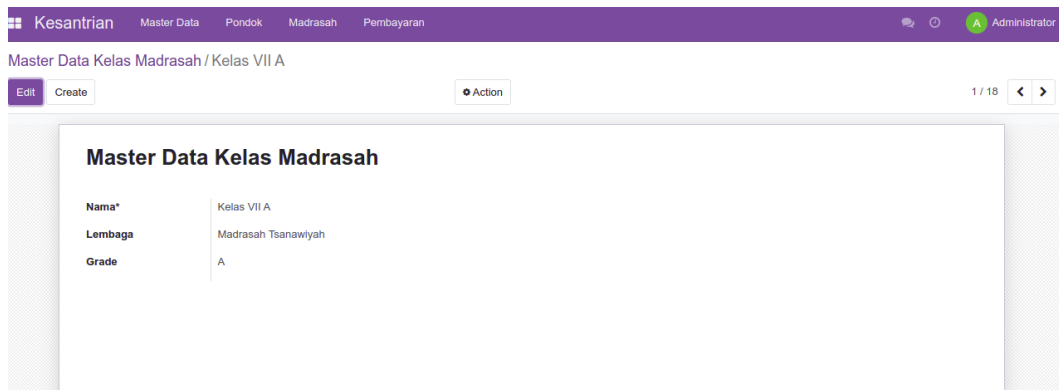 Kesantrian Master Data Pondok Madrasah Pembayaran A Administrator
Master Data Kelas Madrasah / Kelas VII A
Edit Create Action 1 / 18
Master Data Kelas Madrasah
Nama* Kelas VII A
Lembaga Madrasah Tsanawiyah
Grade A